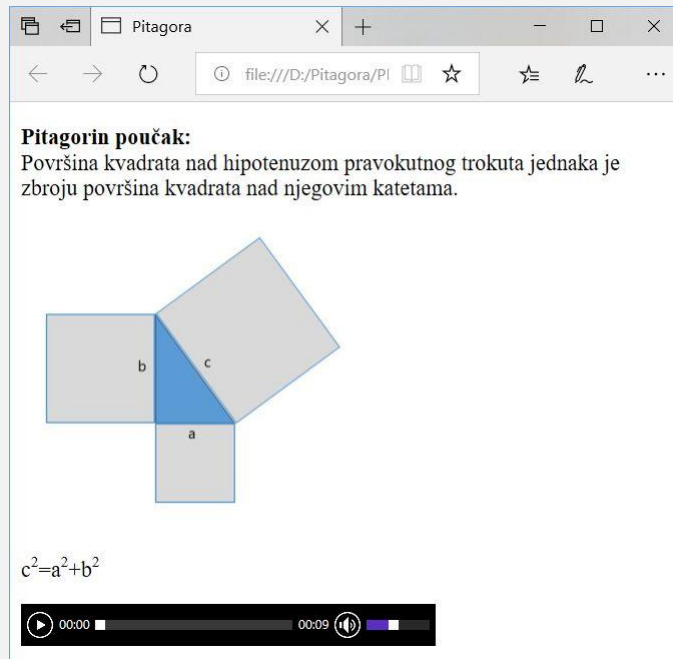 Pitagora
file:///D:/Pitagora/Pl
Pitagorin poučak:
Površina kvadrata nad hipotenuzom pravokutnog trokuta jednaka je
zbroju površina kvadrata nad njegovim katetama.
b
c
a
c²=a²+b²
00:00
00:09